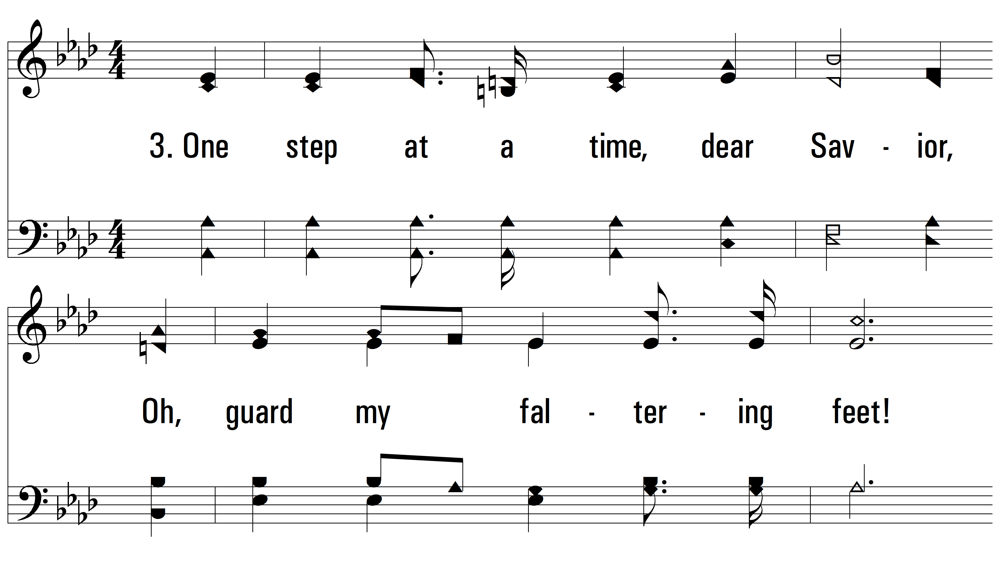 3. One step at a time, dear Sav - ior,
Oh, guard my fal - ter - ing feet!